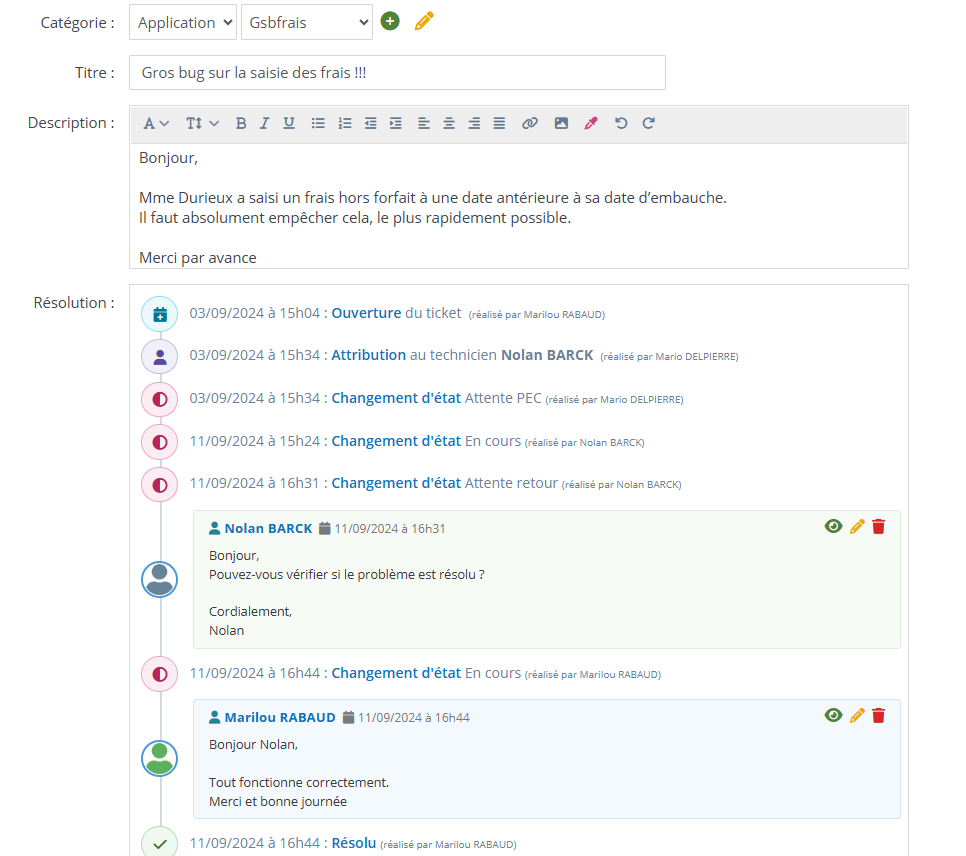 Catégorie : Application Gsbfrais
Titre : Gros bug sur la saisie des frais !!!
Description : A T B I U
Bonjour,
Mme Durieux a saisi un frais hors forfait à une date antérieure à sa date d’embauche.
Il faut absolument empêcher cela, le plus rapidement possible.
Merci par avance
Résolution :
03/09/2024 à 15h04 : Ouverture du ticket (réalisé par Marilou RABAUD)
03/09/2024 à 15h34 : Attribution au technicien Nolan BARCK (réalisé par Mario DELPIERRE)
03/09/2024 à 15h34 : Changement d'état Attente PEC (réalisé par Mario DELPIERRE)
11/09/2024 à 15h24 : Changement d'état En cours (réalisé par Nolan BARCK)
11/09/2024 à 16h31 : Changement d'état Attente retour (réalisé par Nolan BARCK)
Nolan BARCK 11/09/2024 à 16h31
Bonjour,
Pouvez-vous vérifier si le problème est résolu ?
Cordialement,
Nolan
11/09/2024 à 16h44 : Changement d'état En cours (réalisé par Marilou RABAUD)
Marilou RABAUD 11/09/2024 à 16h44
Bonjour Nolan,
Tout fonctionne correctement.
Merci et bonne journée
11/09/2024 à 16h44 : Résolu (réalisé par Marilou RABAUD)